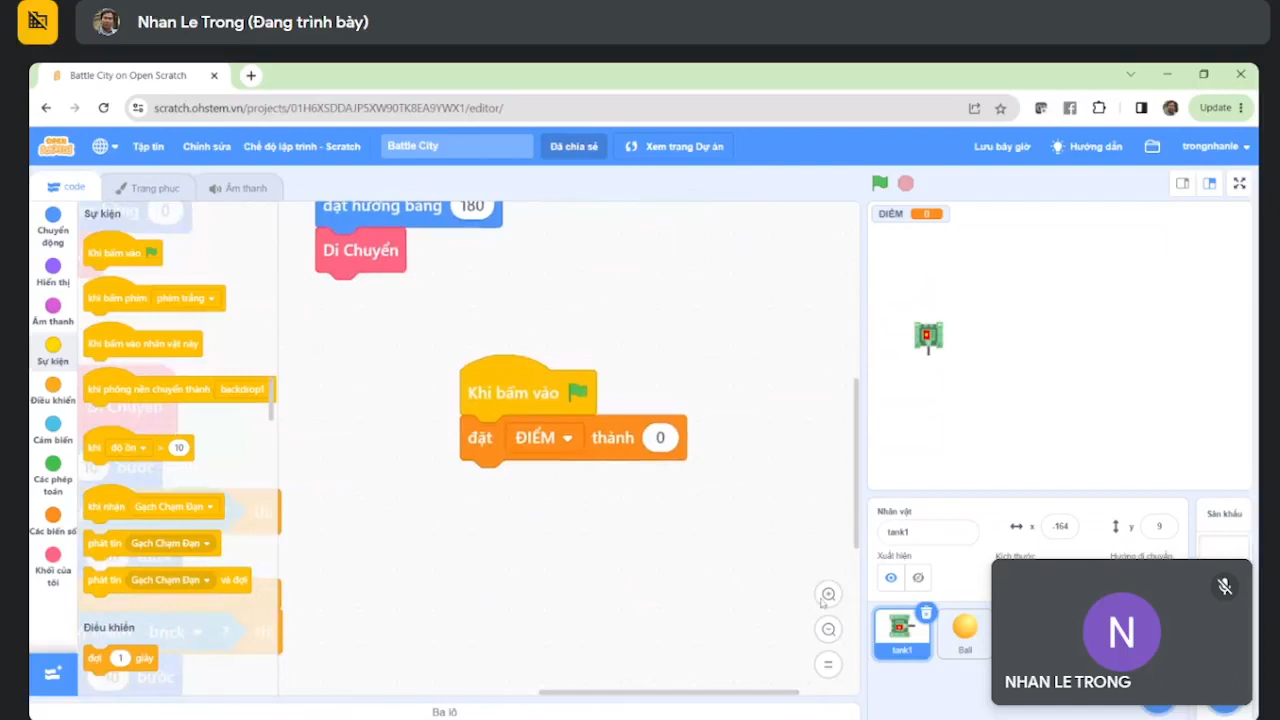 Nhan Le Trong (Đang trình bày)
Battle City on Open Scratch
scratch.ohstem.vn/projects/01H6XSDDAJP5XW90TK8EA9YWX1/editor/
Update
Tập tin
Chỉnh sửa
Chế độ lập trình - Scratch
Battle City
Đã chia sẻ
Xem trang Dự án
Lưu bây giờ
Hướng dẫn
trongnhanle
code
Trang phục
Âm thanh
Chuyển động
Hiển thị
Âm thanh
Sự kiện
Điều khiển
Cảm biến
Các phép toán
Các biến số
Khối của tôi
Sự kiện
Khi bấm vào
khi bấm phím phím trắng
Khi bấm vào nhân vật này
khi phông nền chuyển thành backdrop1
Di Chuyển
khi độ ồn > 10
bước
khi nhận Gạch Chạm Đạn
phát tin Gạch Chạm Đạn
phát tin Gạch Chạm Đạn và đợi
Điều khiển
brick = ?
đợi 1 giây
bước
đặt hướng bằng 180
Di Chuyển
Khi bấm vào
đặt ĐIỂM thành 0
Ba lô
ĐIỂM 0
Nhân vật
tank1
x -164
y 9
Xuất hiện
Kích thước
Hướng di chuyển
Sân khấu
tank1
Ball
N
NHAN LE TRONG